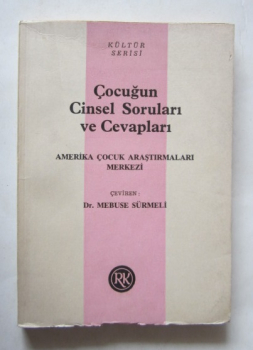 KÜLTÜR
SERİSİ
Çocuğun
Cinsel Soruları
ve Cevapları
AMERİKA ÇOCUK ARAŞTIRMALARI
MERKEZİ
ÇEVİREN:
Dr. MEBUSE SÜRMELİ
RK